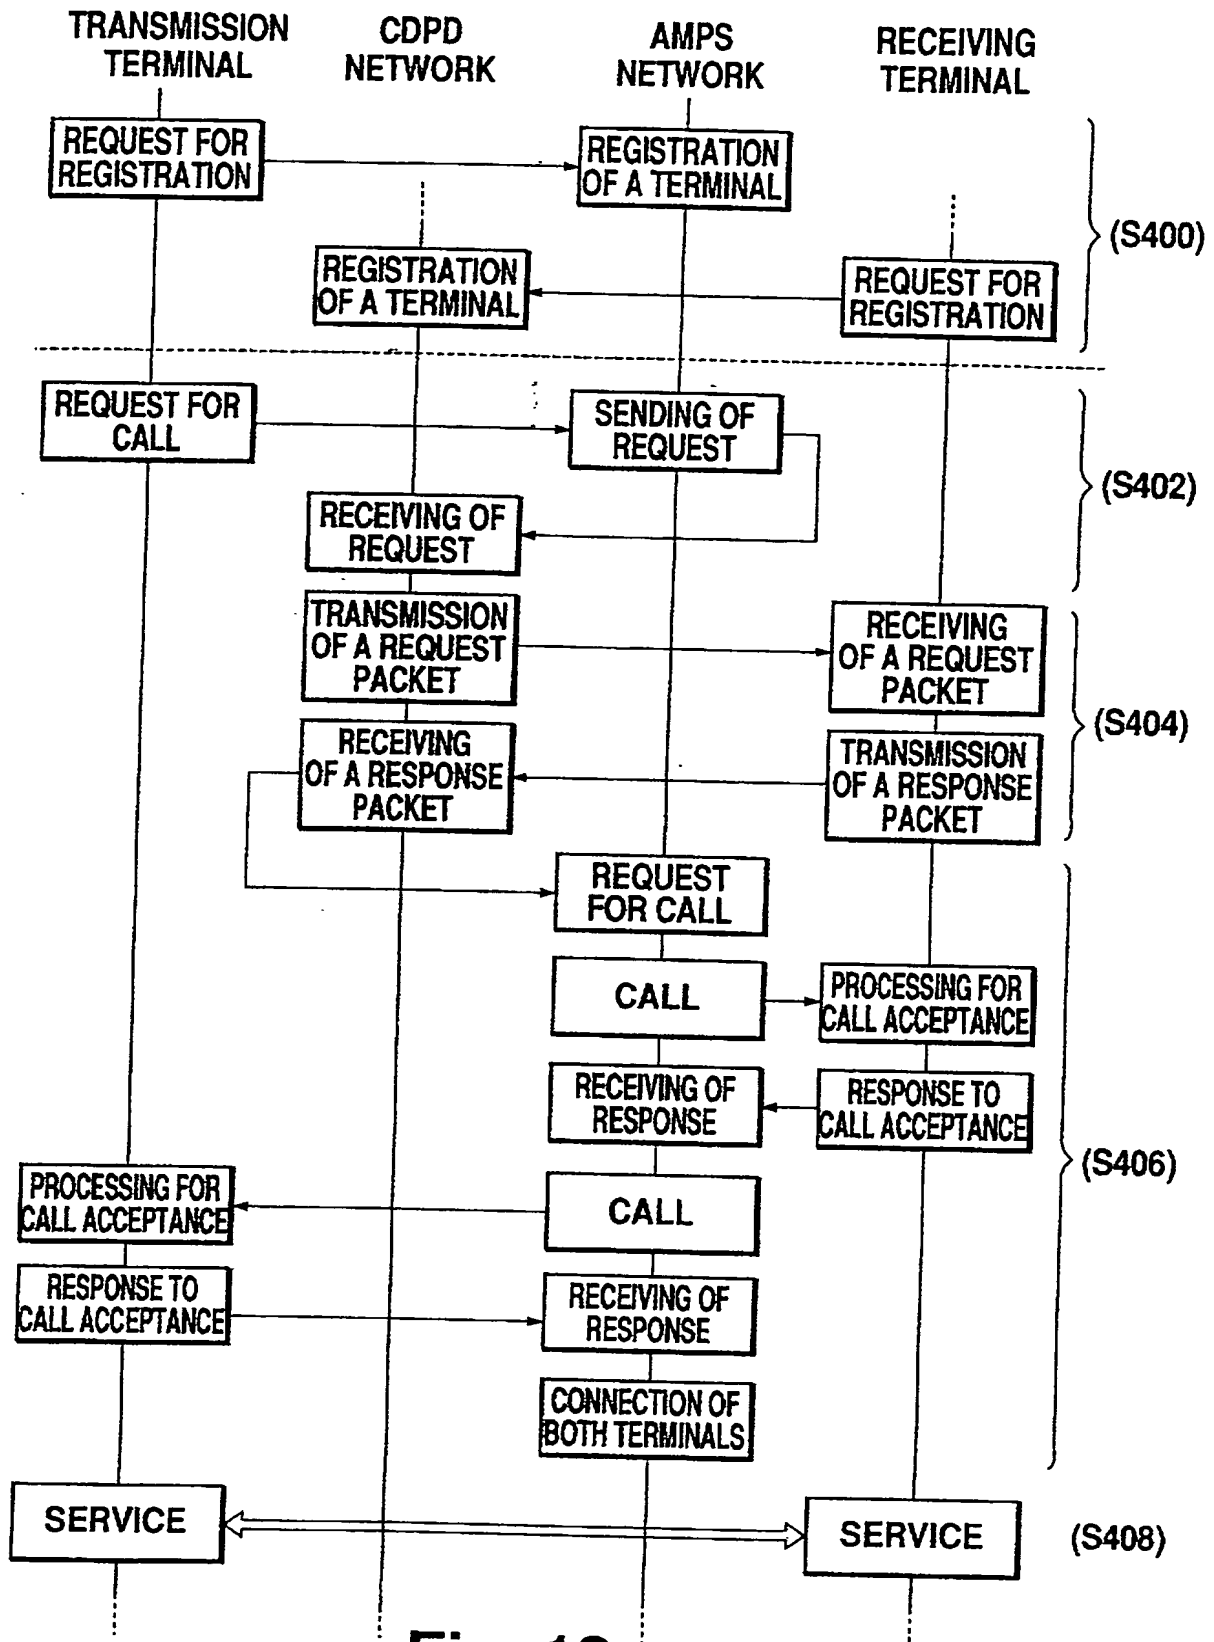 TRANSMISSION
TERMINAL
CDPD
NETWORK
AMPS
NETWORK
RECEIVING
TERMINAL
REQUEST FOR
REGISTRATION
REGISTRATION
OF A TERMINAL
REGISTRATION
OF A TERMINAL
REQUEST FOR
REGISTRATION
(S400)
REQUEST FOR
CALL
SENDING OF
REQUEST
RECEIVING OF
REQUEST
(S402)
TRANSMISSION
OF A REQUEST
PACKET
RECEIVING
OF A REQUEST
PACKET
RECEIVING
OF A RESPONSE
PACKET
TRANSMISSION
OF A RESPONSE
PACKET
(S404)
REQUEST
FOR CALL
CALL
PROCESSING FOR
CALL ACCEPTANCE
RECEIVING OF
RESPONSE
RESPONSE TO
CALL ACCEPTANCE
(S406)
PROCESSING FOR
CALL ACCEPTANCE
CALL
RESPONSE TO
CALL ACCEPTANCE
RECEIVING OF
RESPONSE
CONNECTION OF
BOTH TERMINALS
SERVICE
SERVICE
(S408)